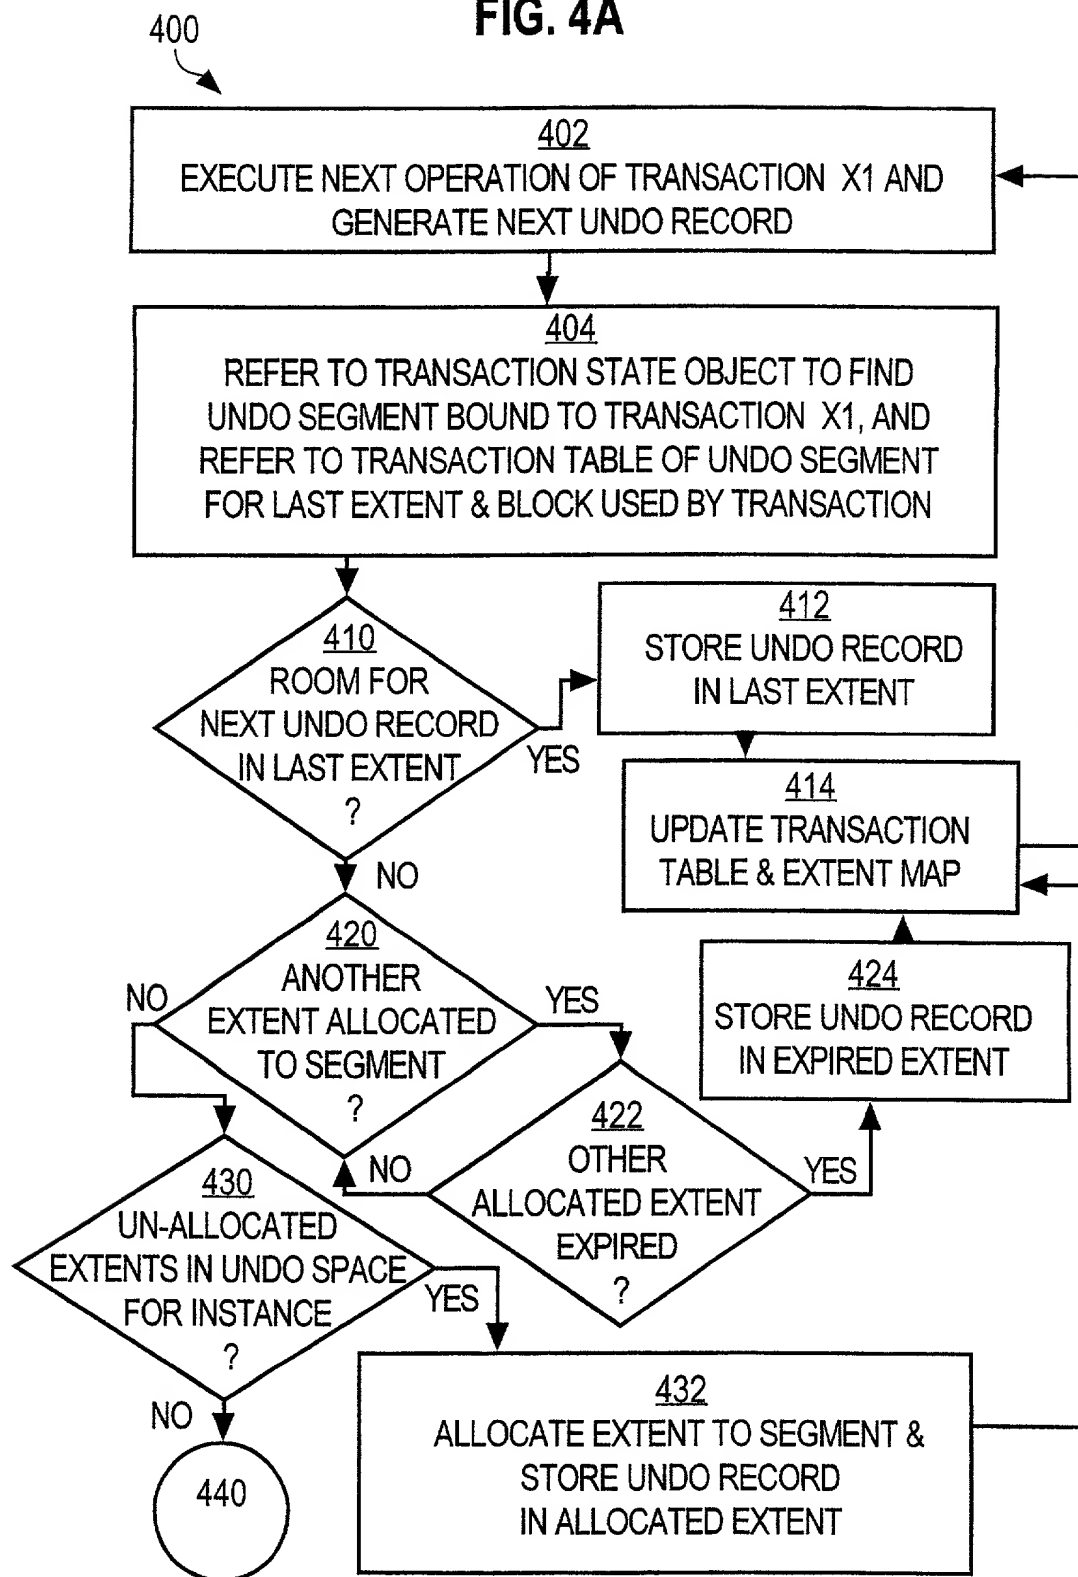 FIG. 4A
400
402
EXECUTE NEXT OPERATION OF TRANSACTION X1 AND
GENERATE NEXT UNDO RECORD
404
REFER TO TRANSACTION STATE OBJECT TO FIND
UNDO SEGMENT BOUND TO TRANSACTION X1, AND
REFER TO TRANSACTION TABLE OF UNDO SEGMENT
FOR LAST EXTENT & BLOCK USED BY TRANSACTION
410
ROOM FOR
NEXT UNDO RECORD
IN LAST EXTENT
?
YES
412
STORE UNDO RECORD
IN LAST EXTENT
414
UPDATE TRANSACTION
TABLE & EXTENT MAP
NO
420
ANOTHER
EXTENT ALLOCATED
TO SEGMENT
?
NO
YES
424
STORE UNDO RECORD
IN EXPIRED EXTENT
422
OTHER
ALLOCATED EXTENT
EXPIRED
?
NO
YES
430
UN-ALLOCATED
EXTENTS IN UNDO SPACE
FOR INSTANCE
?
YES
NO
432
ALLOCATE EXTENT TO SEGMENT &
STORE UNDO RECORD
IN ALLOCATED EXTENT
440